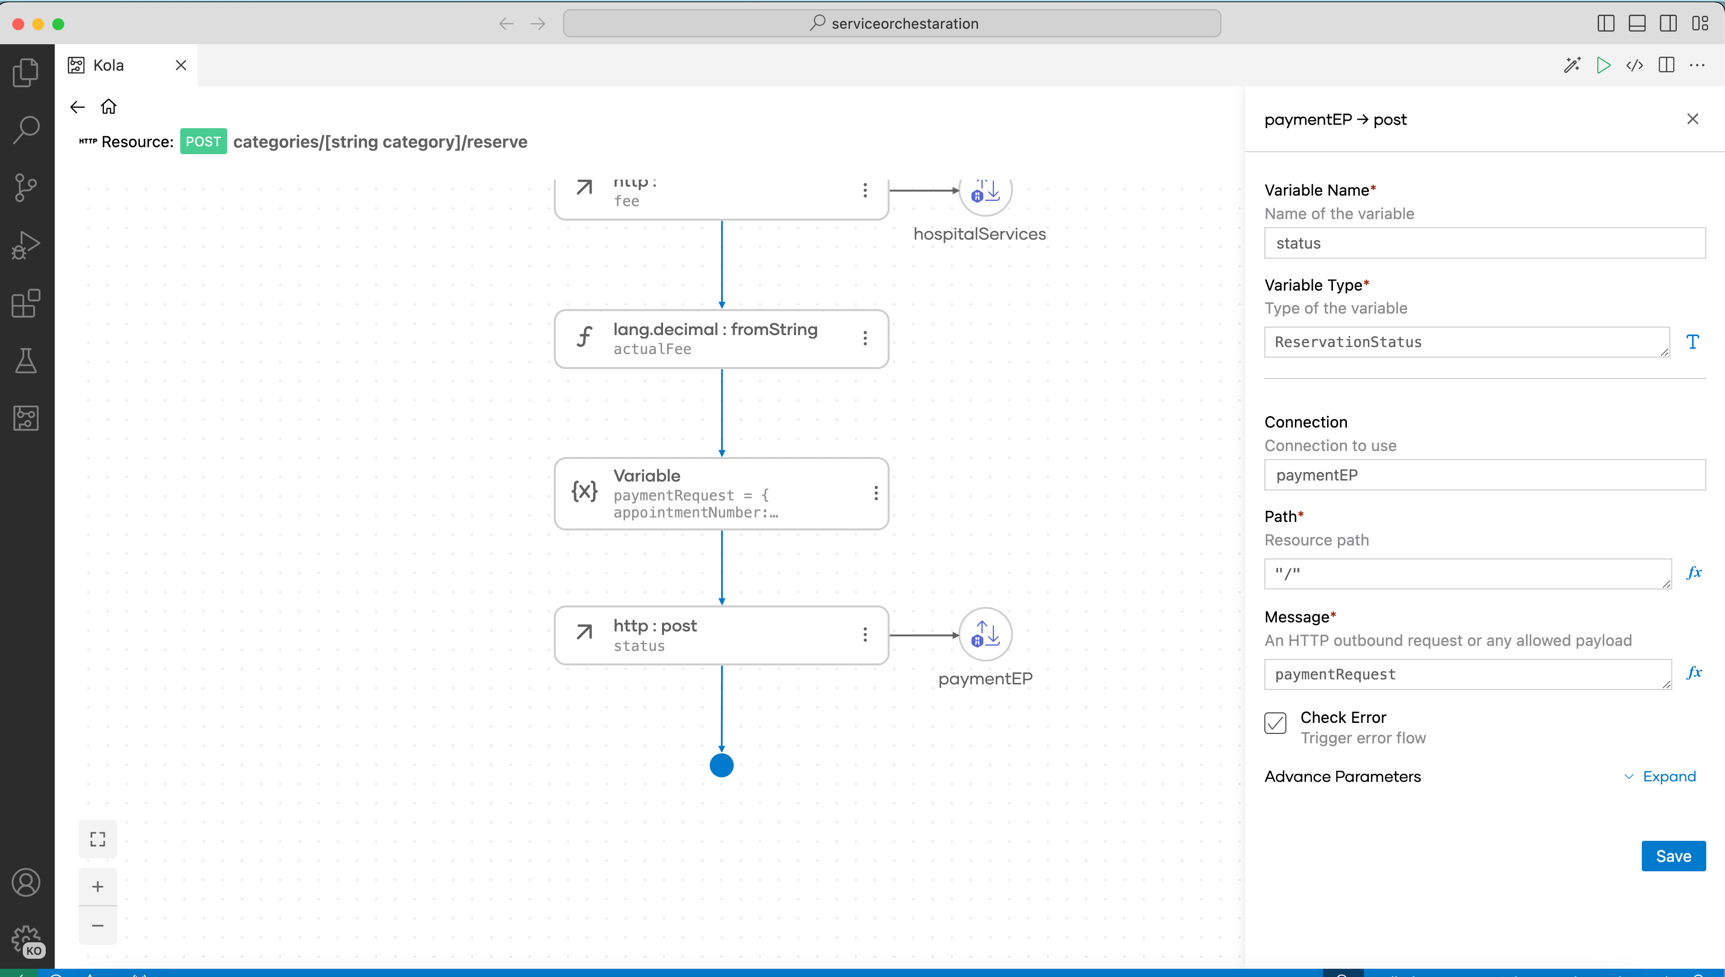 serviceorchestaration
Kola
HTTP Resource: POST categories/[string category]/reserve
http :
fee
hospitalServices
lang.decimal : fromString
actualFee
{x}
Variable
paymentRequest = {
appointmentNumber:…
http : post
status
paymentEP
KO
paymentEP → post
Variable Name*
Name of the variable
status
Variable Type*
Type of the variable
ReservationStatus
T
Connection
Connection to use
paymentEP
Path*
Resource path
"/"
fx
Message*
An HTTP outbound request or any allowed payload
paymentRequest
fx
Check Error
Trigger error flow
Advance Parameters
Expand
Save